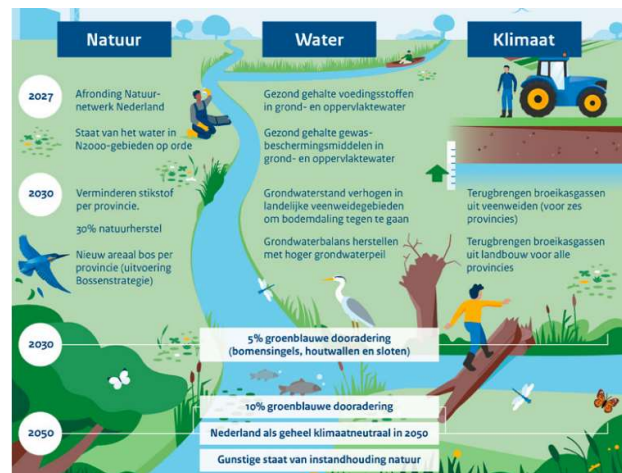 Natuur
Water
Klimaat
2027
Afronding Natuur-
netwerk Nederland
Staat van het water in
N2000-gebieden op orde
Gezond gehalte voedingsstoffen
in grond- en oppervlaktewater
Gezond gehalte gewas-
beschermingsmiddelen in
grond- en oppervlaktewater
2030
Verminderen stikstof
per provincie.
30% natuurherstel
Nieuw areaal bos per
provincie (uitvoering
Bossenstrategie)
Grondwaterstand verhogen in
landelijke veenweidegebieden
om bodemdaling tegen te gaan
Grondwaterbalans herstellen
met hoger grondwaterpeil
Terugbrengen broeikasgassen
uit veenweiden (voor zes
provincies)
Terugbrengen broeikasgassen
uit landbouw voor alle
provincies
2030
5% groenblauwe dooradering
(bomensingels, houtwallen en sloten)
2050
10% groenblauwe dooradering
Nederland als geheel klimaatneutraal in 2050
Gunstige staat van instandhouding natuur